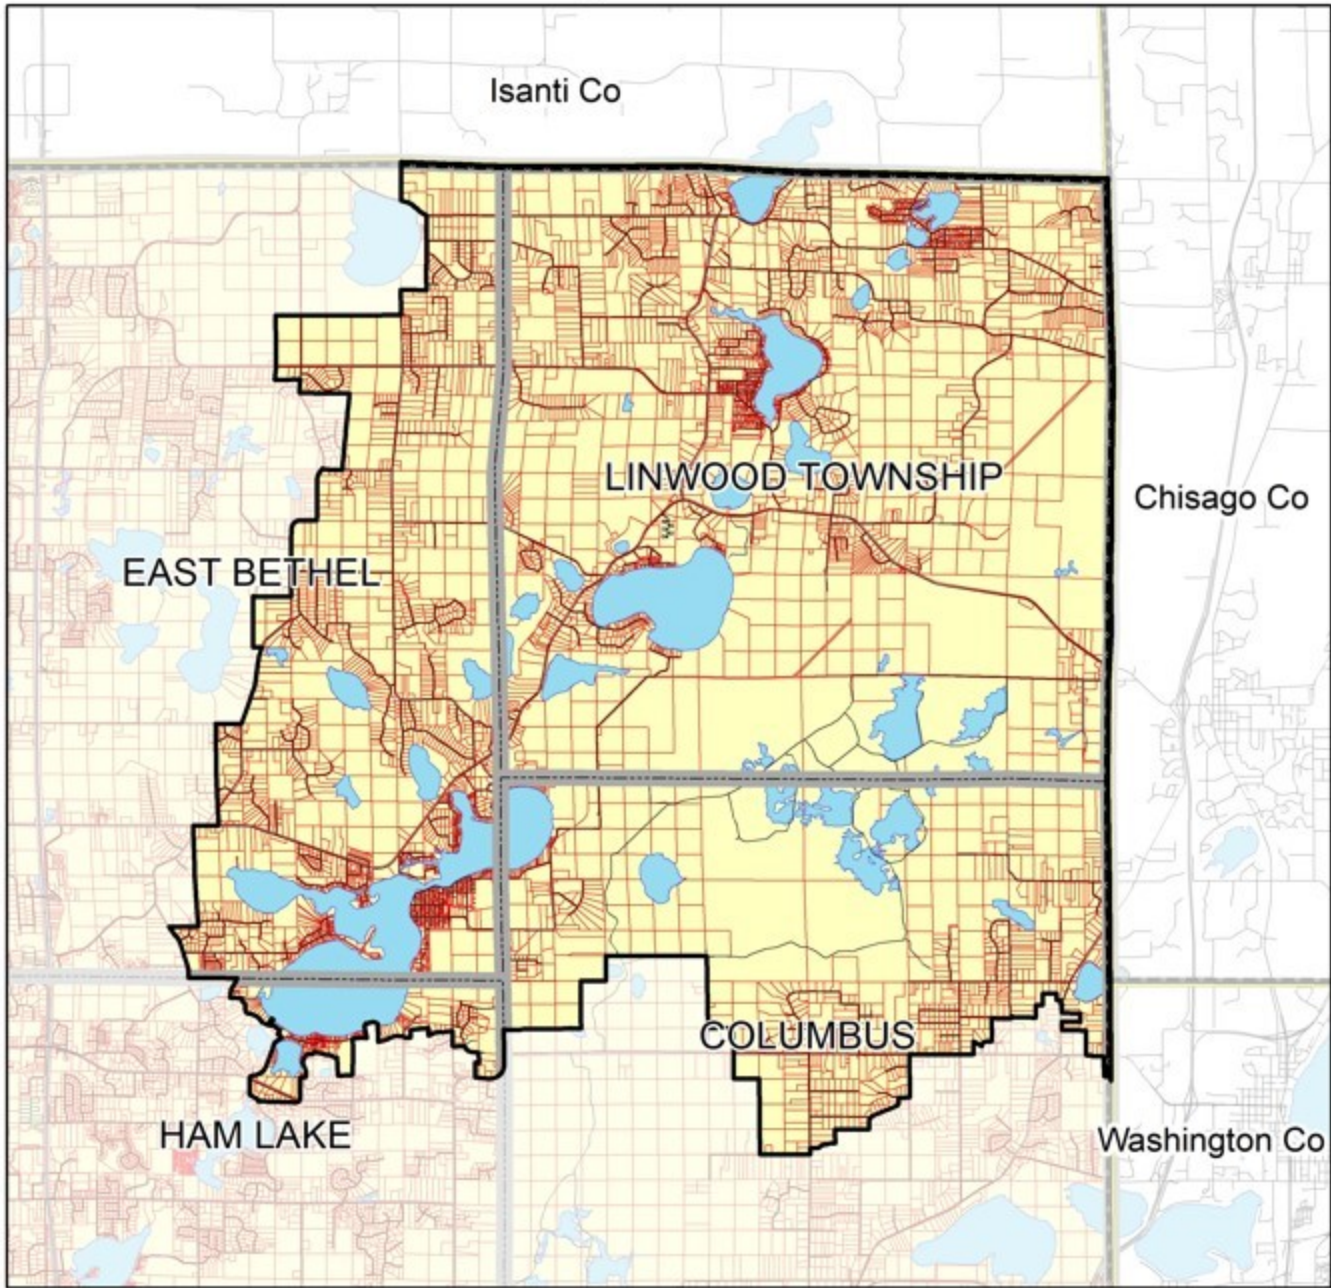 Isanti Co
LINWOOD TOWNSHIP
Chisago Co
EAST BETHEL
COLUMBUS
HAM LAKE
Washington Co